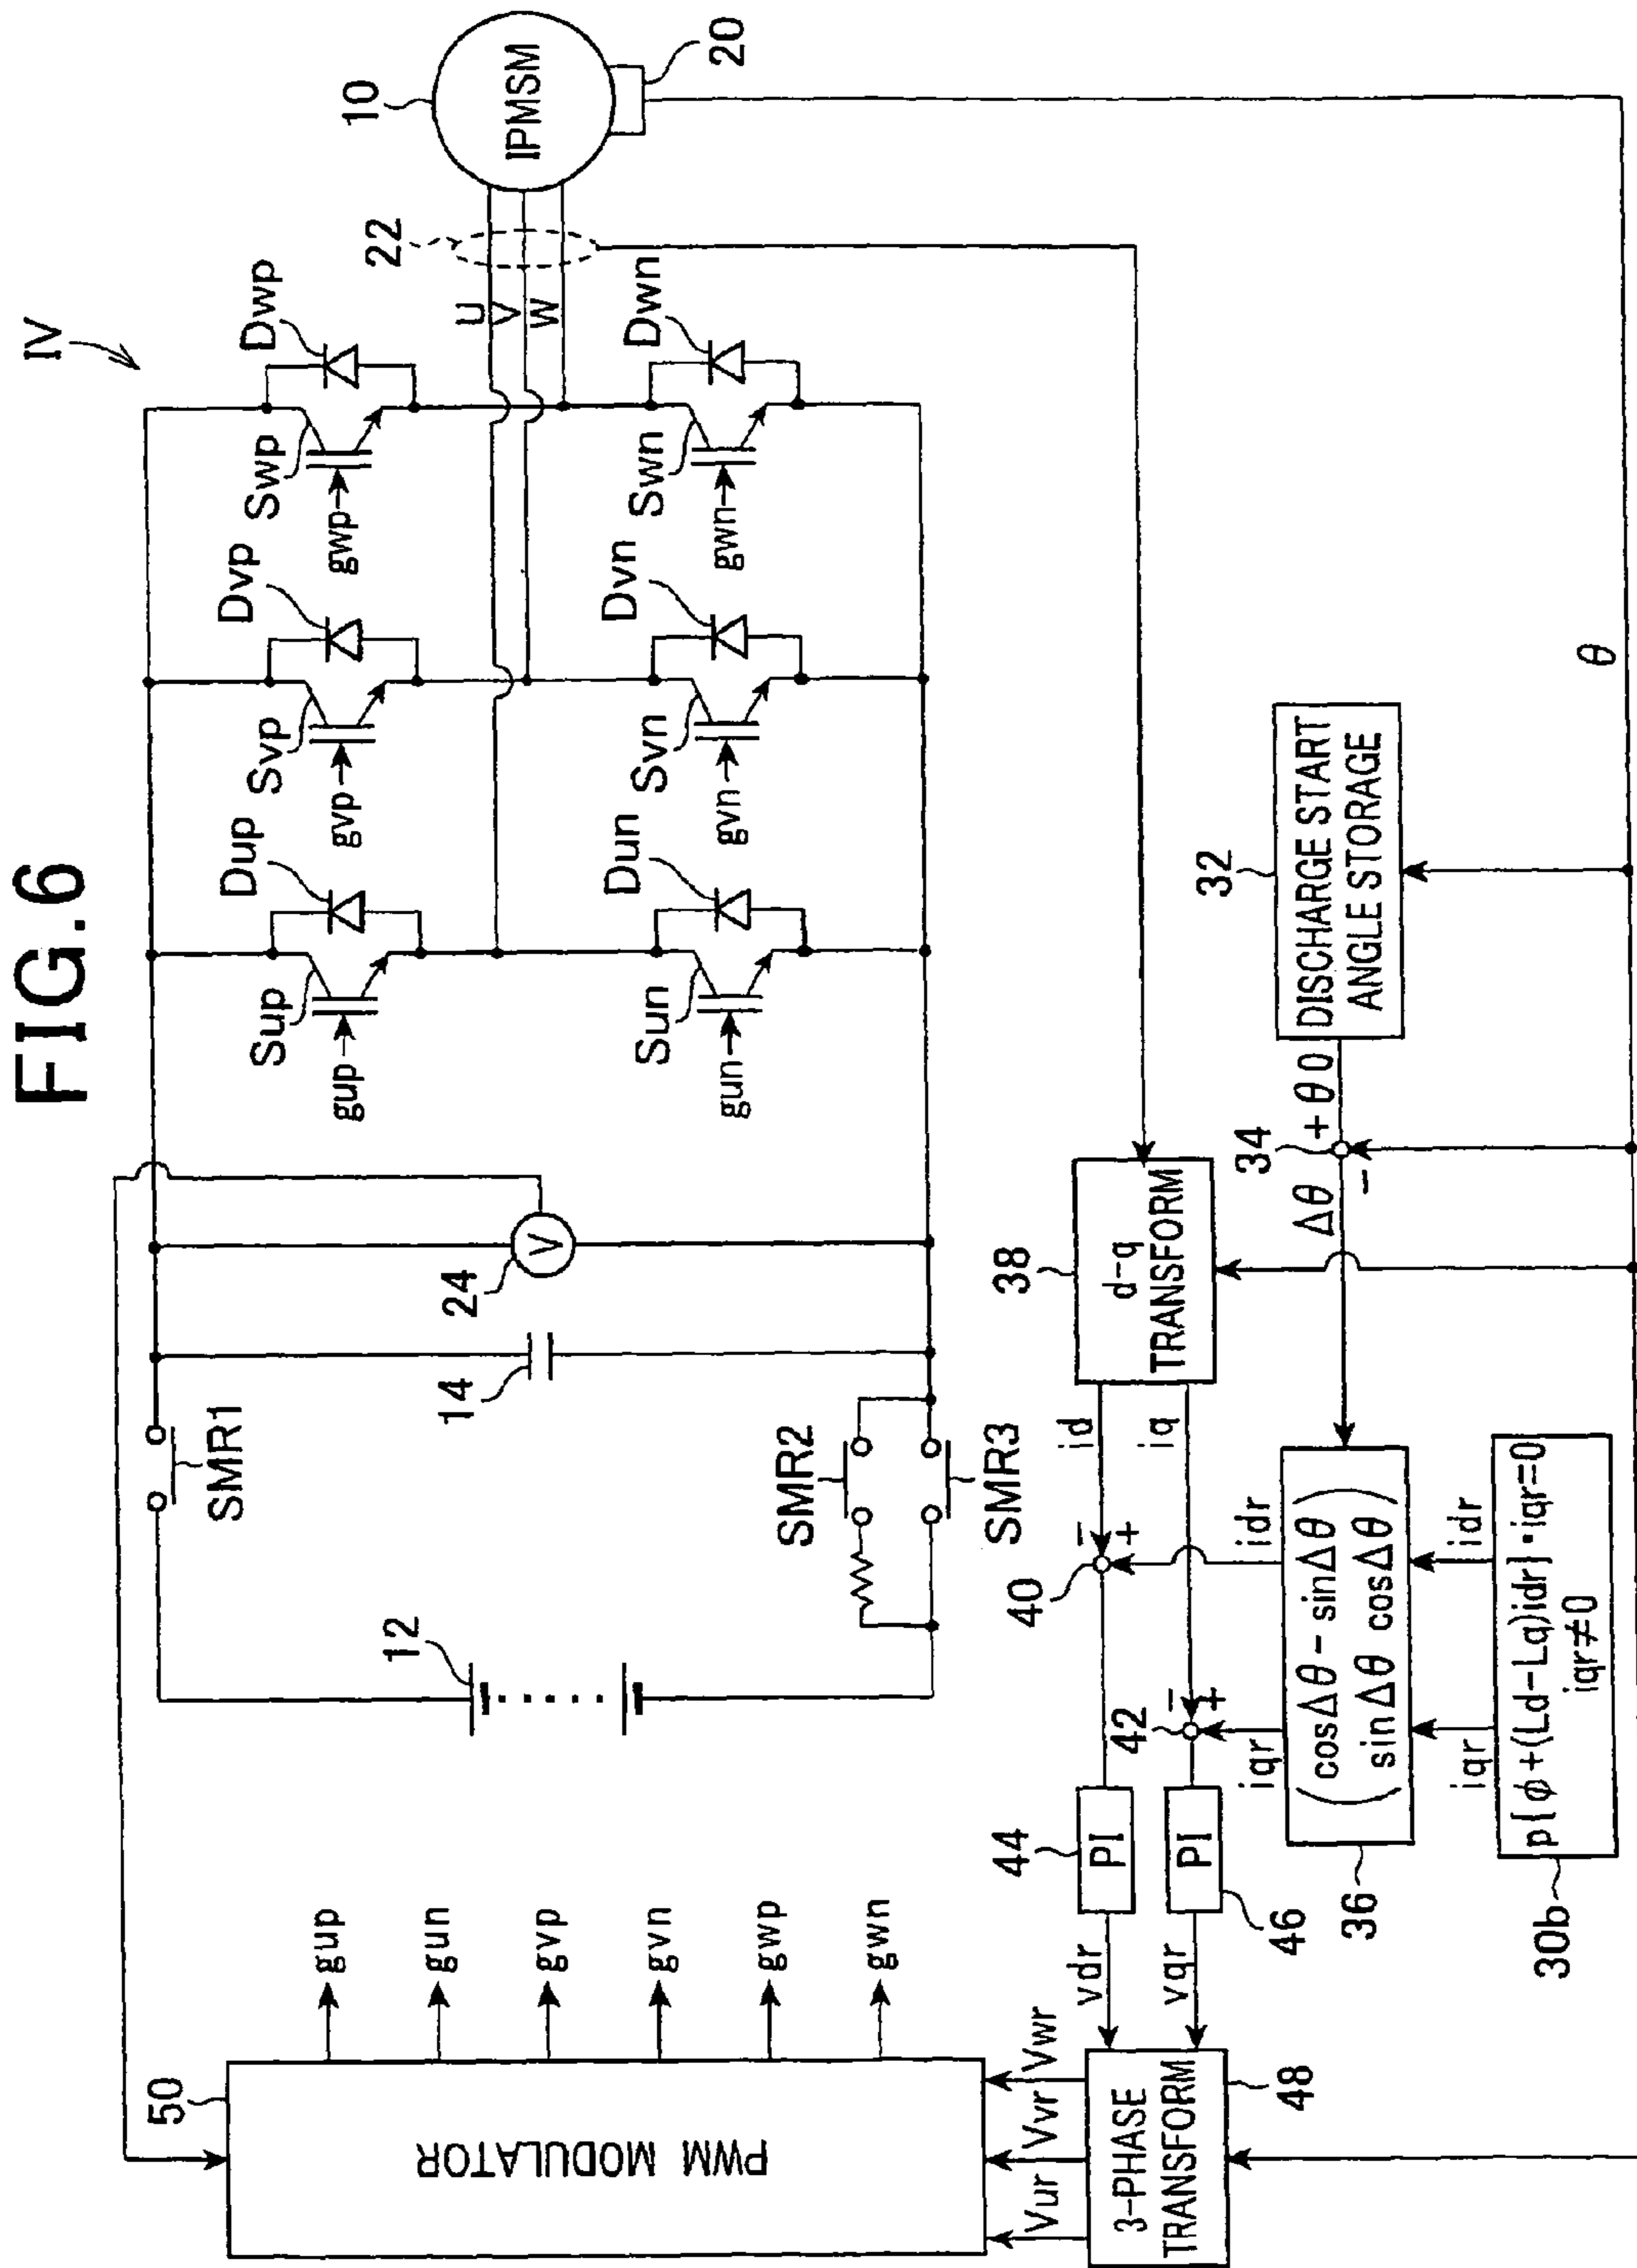 FIG.6
IV
10
IPMSM
20
22
U
V
W
Dup
Dvp
Dwp
Sup
Svp
Swp
gup
gvp
gwp
Dun
Dvn
Dwn
Sun
Svn
Swn
gun
gvn
gwn
12
SMR1
14
24
V
SMR2
SMR3
50
PWM MODULATOR
gup
gun
gvp
gvn
gwp
gwn
Vur
Vvr
Vwr
3-PHASE
TRANSFORM
48
vdr
vqr
44
PI
46
PI
40
- +
42
- +
id
iq
38
d-q
TRANSFORM
iqr
idr
36
cosΔθ - sinΔθ
sinΔθ cosΔθ
iqr
idr
30b
p{φ+(Ld-Lq)idr}·iqr=0
iqr≠0
Δθ
34
+ θ0
-
32
DISCHARGE START
ANGLE STORAGE
θ